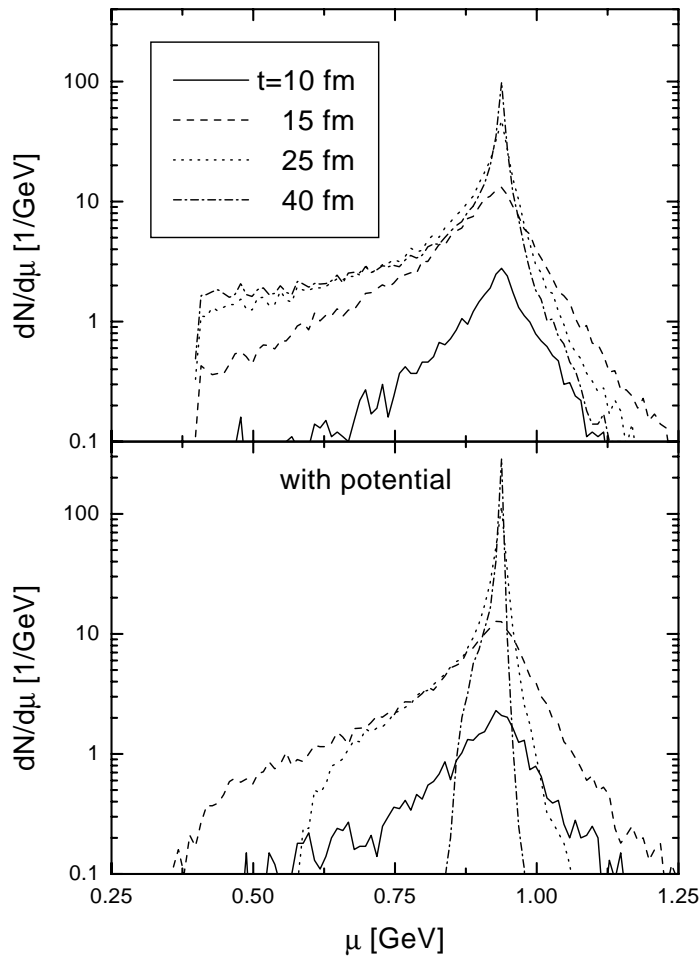 100
10
1
0.1
dN/dμ [1/GeV]
t=10 fm
15 fm
25 fm
40 fm
with potential
100
10
1
0.1
dN/dμ [1/GeV]
0.25 0.50 0.75 1.00 1.25
μ [GeV]